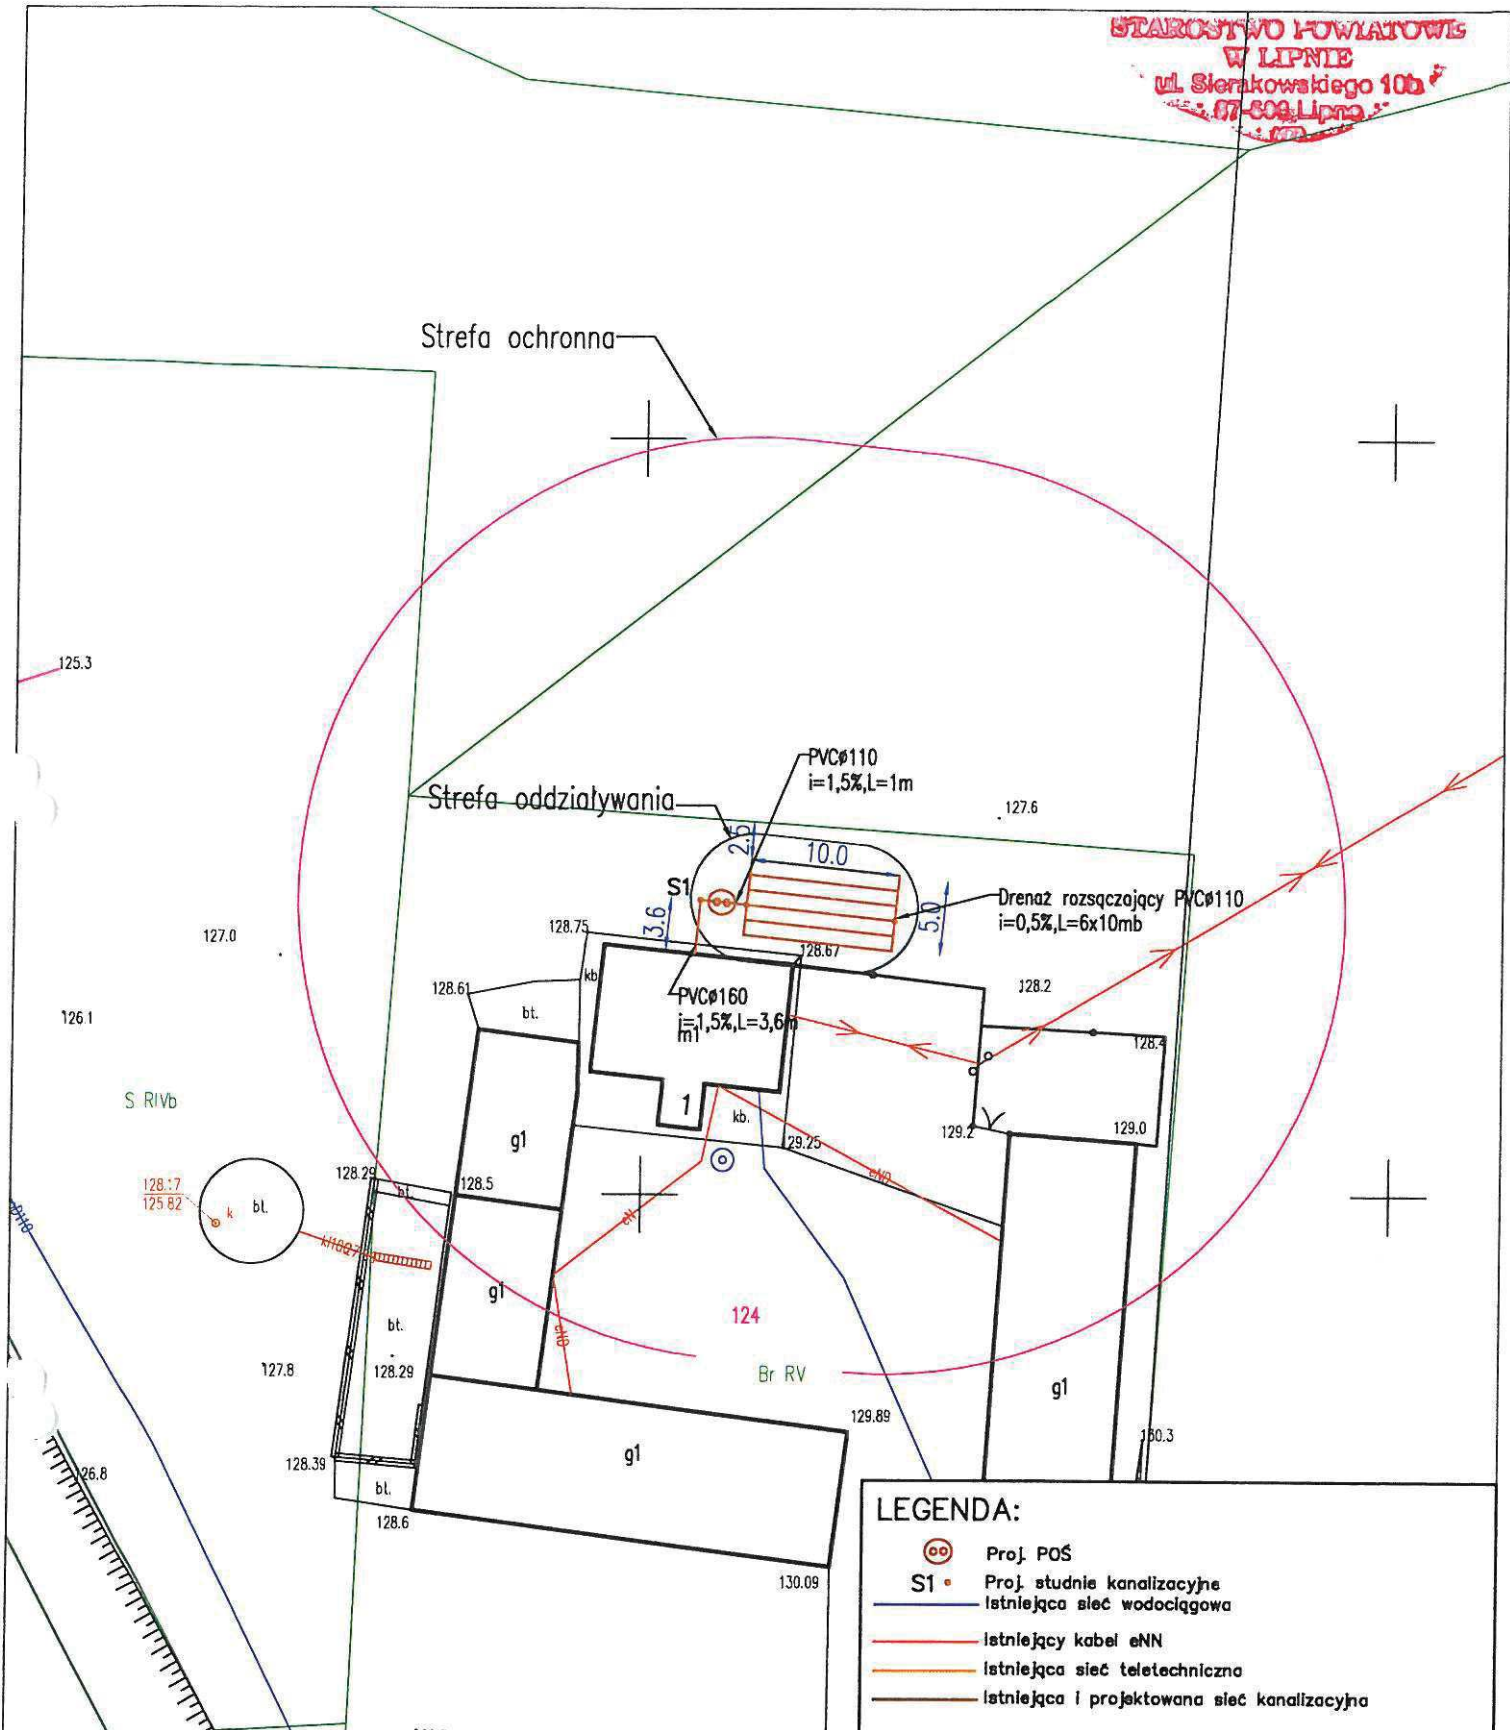 STAROSTWO POWIATOWE
W LIPNIE
ul. Sierakowskiego 10b
87-600 Lipno
Strefa ochronna
125.3
PVCø110
i=1,5%,L=1m
Strefa oddziaływania
127.6
2.5
10.0
S1
3.6
5.0
Drenaż rozsączający PVCø110
i=0,5%,L=6x10mb
127.0
128.75
128.67
kb
128.61
bt.
PVCø160
i=1,5%,L=3,6m
m1
128.2
126.1
128.4
S RIVb
1
kb.
129.2
129.0
g1
29.25
eND
128.29
bt.
128.5
128.17
125.82
k
bt.
eN
D110
g1
124
bt.
eND
127.8
128.29
Br RV
g1
129.89
130.3
128.39
g1
26.8
bt.
128.6
130.09
LEGENDA:
Proj. POŚ
S1 Proj. studnie kanalizacyjne
Istniejąca sieć wodociągowa
Istniejący kabel eNN
Istniejąca sieć teletechniczna
Istniejąca i projektowana sieć kanalizacyjna